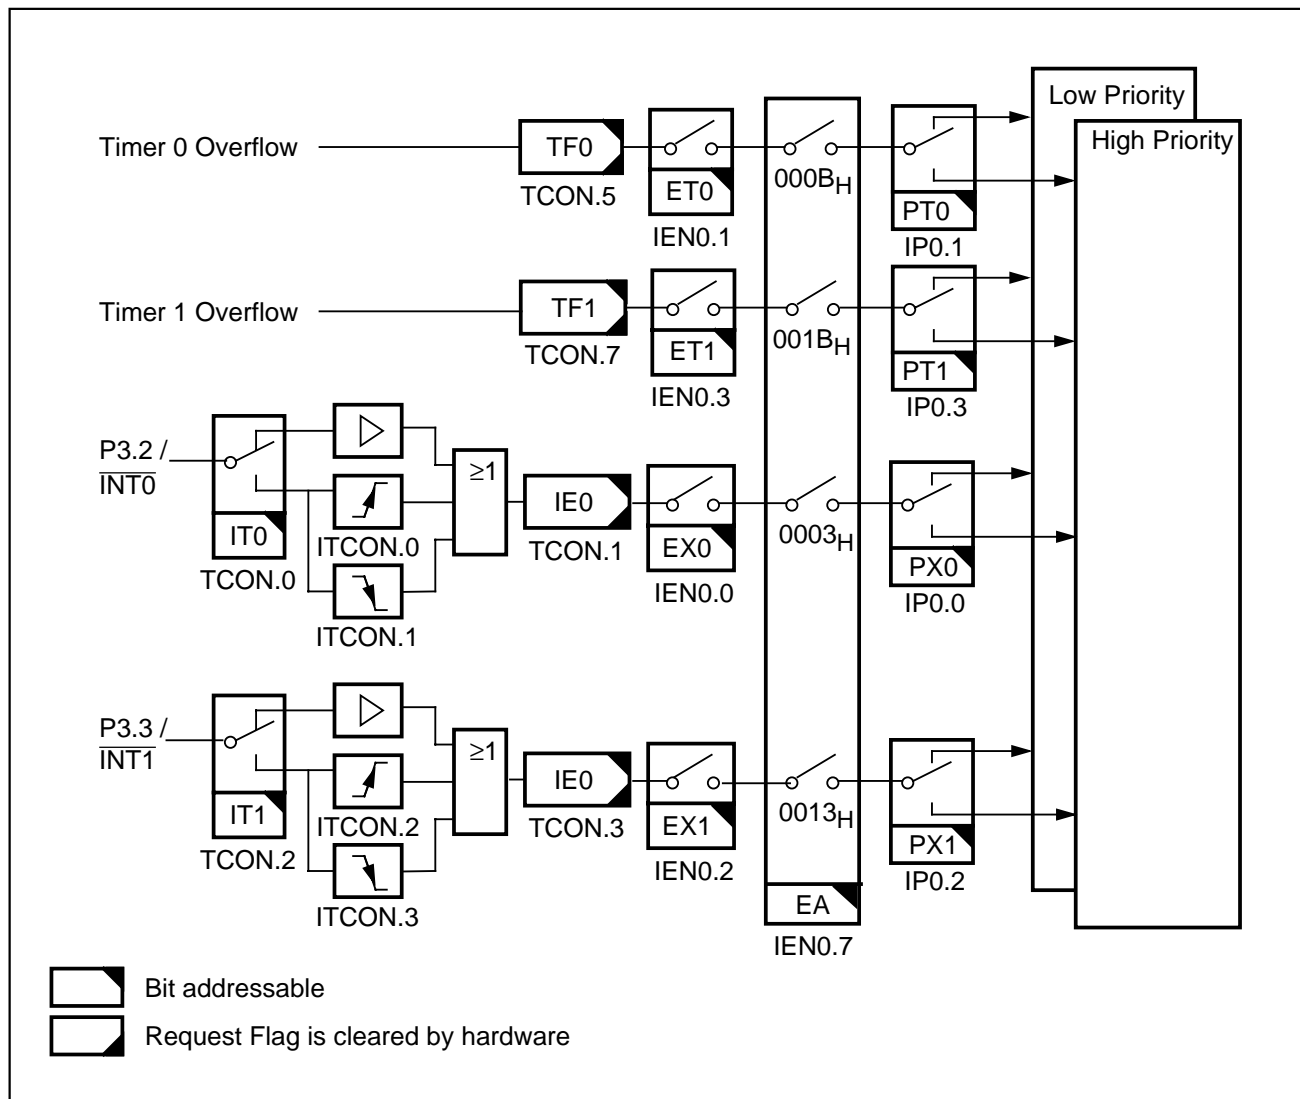 Low Priority
High Priority
Timer 0 Overflow
TF0
TCON.5
ET0
IEN0.1
000BH
PT0
IP0.1
Timer 1 Overflow
TF1
TCON.7
ET1
IEN0.3
001BH
PT1
IP0.3
P3.2 /
INT0
IT0
TCON.0
ITCON.0
ITCON.1
≥1
IE0
TCON.1
EX0
IEN0.0
0003H
PX0
IP0.0
P3.3 /
INT1
IT1
TCON.2
ITCON.2
ITCON.3
≥1
IE0
TCON.3
EX1
IEN0.2
0013H
PX1
IP0.2
EA
IEN0.7
Bit addressable
Request Flag is cleared by hardware